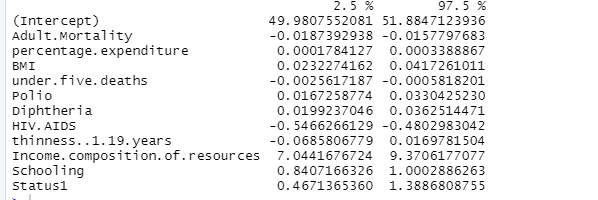 2.5 % 97.5 %
(Intercept) 49.9807552081 51.8847123936
Adult.Mortality -0.0187392938 -0.0157797683
percentage.expenditure 0.0001784127 0.0003388867
BMI 0.0232274162 0.0417261011
under.five.deaths -0.0025617187 -0.0005818201
Polio 0.0167258774 0.0330425230
Diphtheria 0.0199237046 0.0362514471
HIV.AIDS -0.5466266129 -0.4802983042
thinness..1.19.years -0.0685806779 0.0169781504
Income.composition.of.resources 7.0441676724 9.3706177077
Schooling 0.8407166326 1.0002886263
Status1 0.4671365360 1.3886808755
>